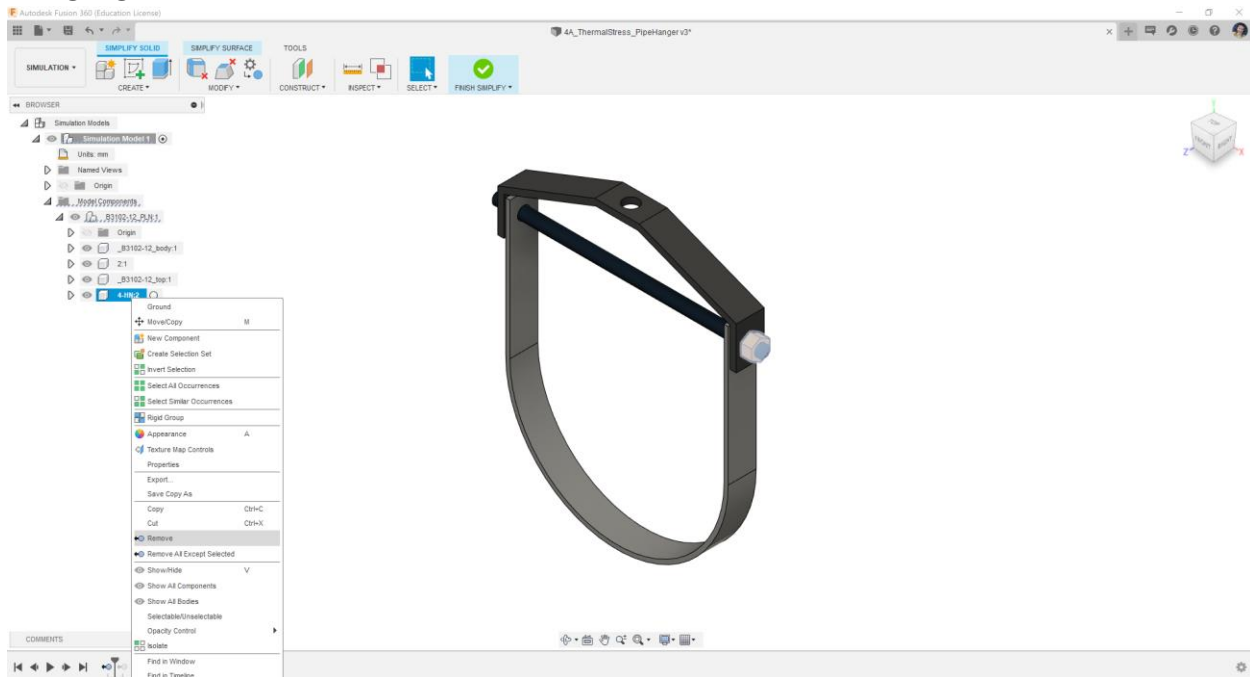 Autodesk Fusion 360 (Education License)
4A_ThermalStress_PipeHanger v3*
SIMPLIFY SOLID SIMPLIFY SURFACE TOOLS
SIMULATION
CREATE MODIFY CONSTRUCT INSPECT SELECT FINISH SIMPLIFY
BROWSER
Simulation Models
Simulation Model 1
Units: mm
Named Views
Origin
Model Components
_B3102-12_PLN:1
Origin
_B3102-12_body:1
2:1
_B3102-12_top:1
Ground
Move/Copy M
New Component
Create Selection Set
Invert Selection
Select All Occurrences
Select Similar Occurrences
Rigid Group
Appearance A
Texture Map Controls
Properties
Export...
Save Copy As
Copy Ctrl+C
Cut Ctrl+X
Remove
Remove All Except Selected
Show/Hide V
Show All Components
Show All Bodies
Selectable/Unselectable
Opacity Control
Isolate
Find in Window
Find in Timeline
COMMENTS
TOP
FRONT RIGHT
Z X